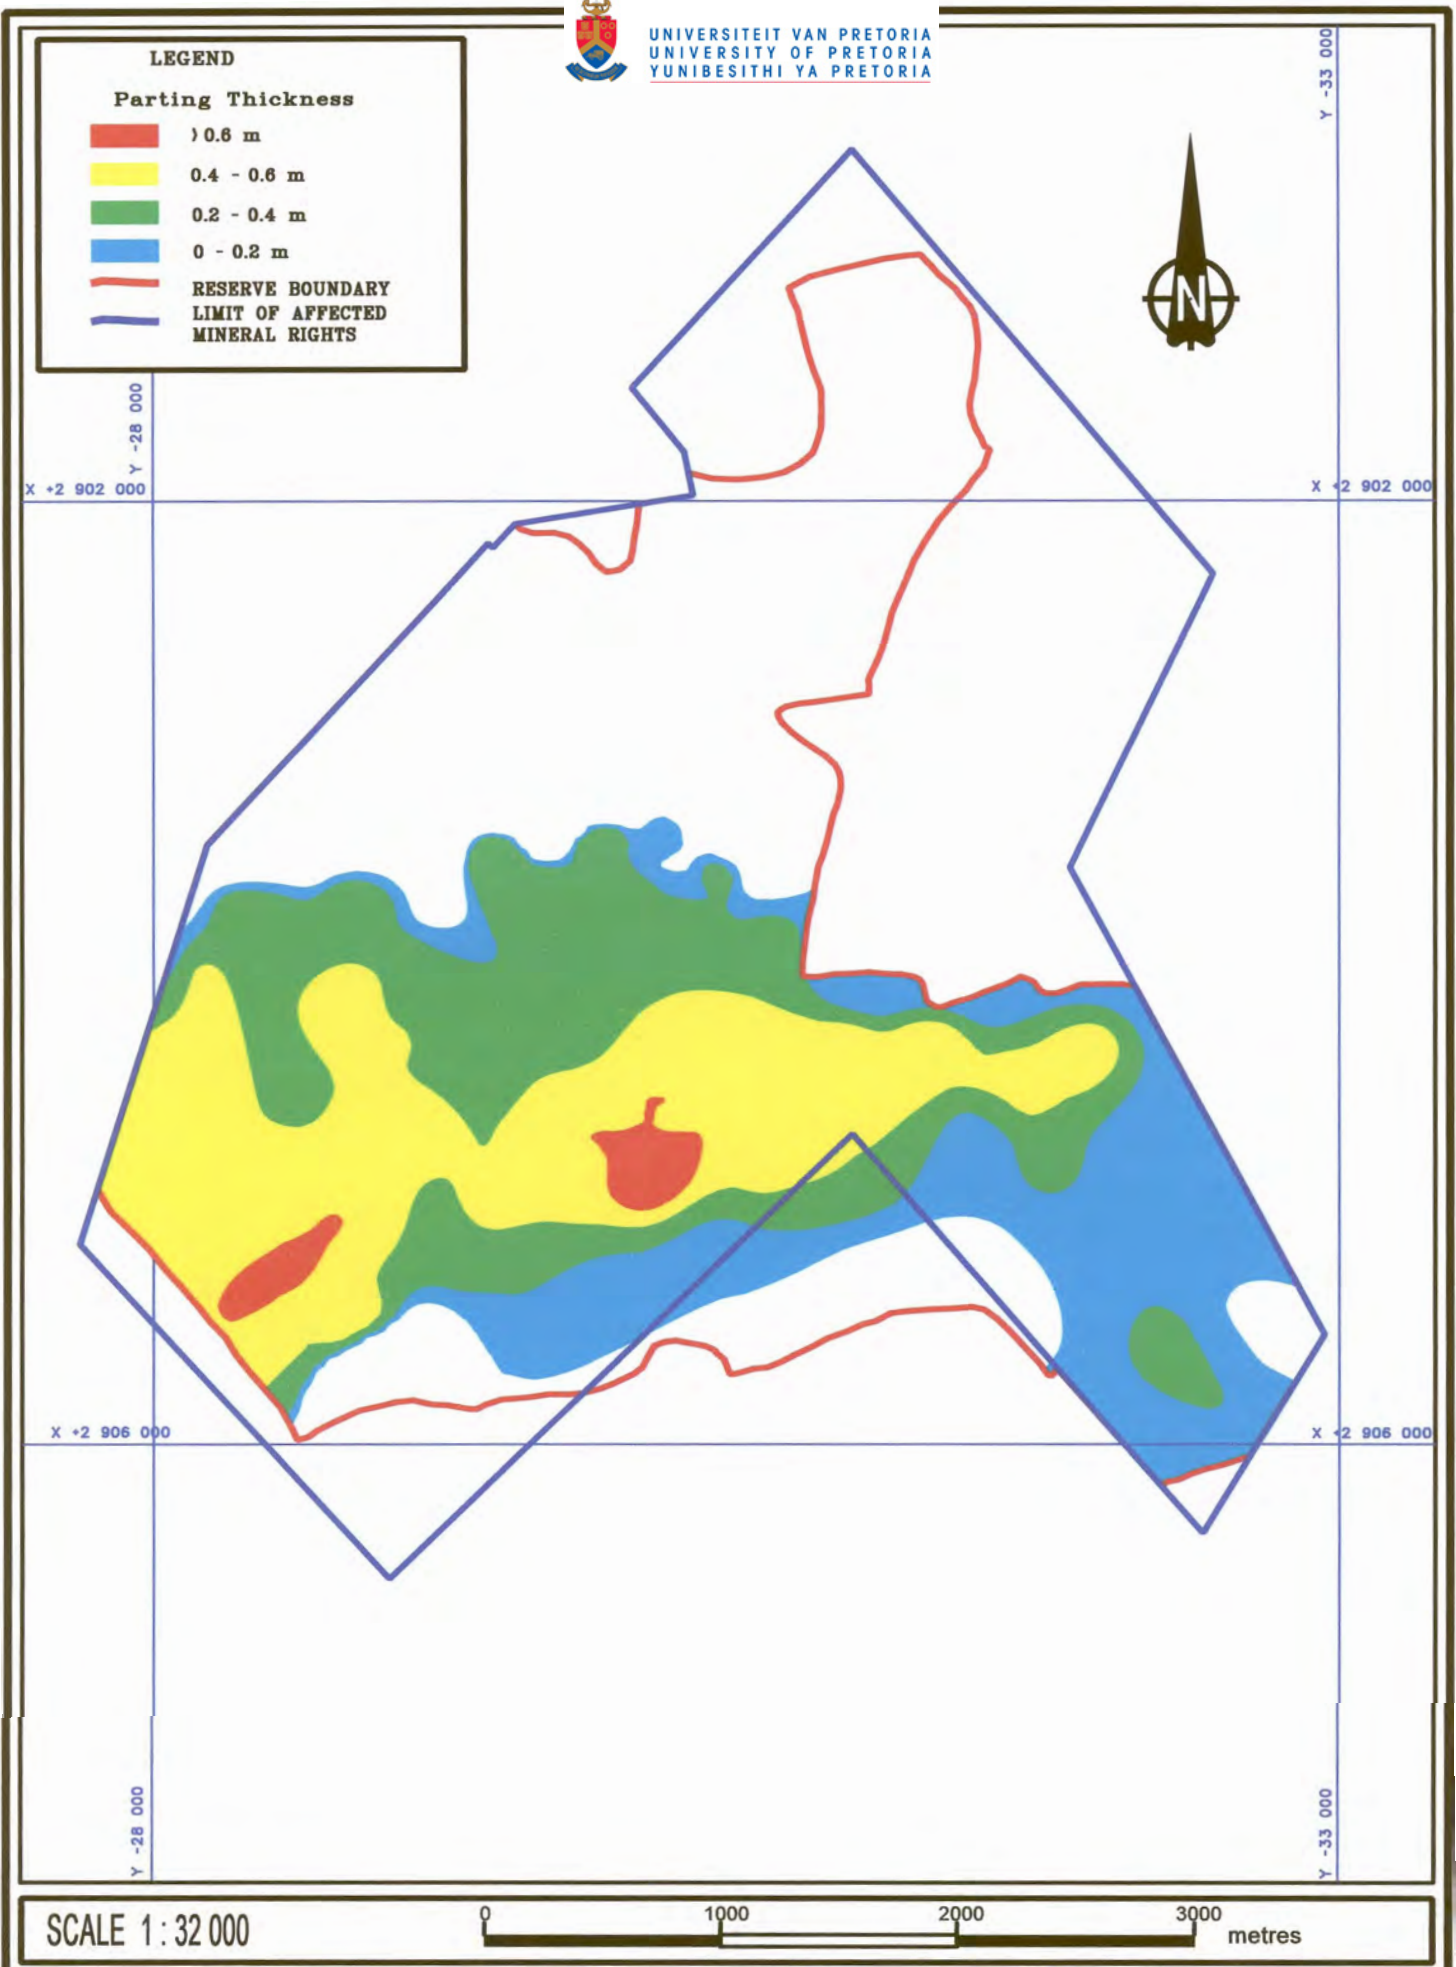 UNIVERSITEIT VAN PRETORIA
UNIVERSITY OF PRETORIA
YUNIBESITHI YA PRETORIA
LEGEND
Parting Thickness
> 0.6 m
0.4 - 0.6 m
0.2 - 0.4 m
0 - 0.2 m
RESERVE BOUNDARY
LIMIT OF AFFECTED
MINERAL RIGHTS
Y -33 000
N
Y -28 000
X +2 902 000
X +2 902 000
X +2 906 000
X +2 906 000
Y -28 000
Y -33 000
SCALE 1 : 32 000
0
1000
2000
3000
metres